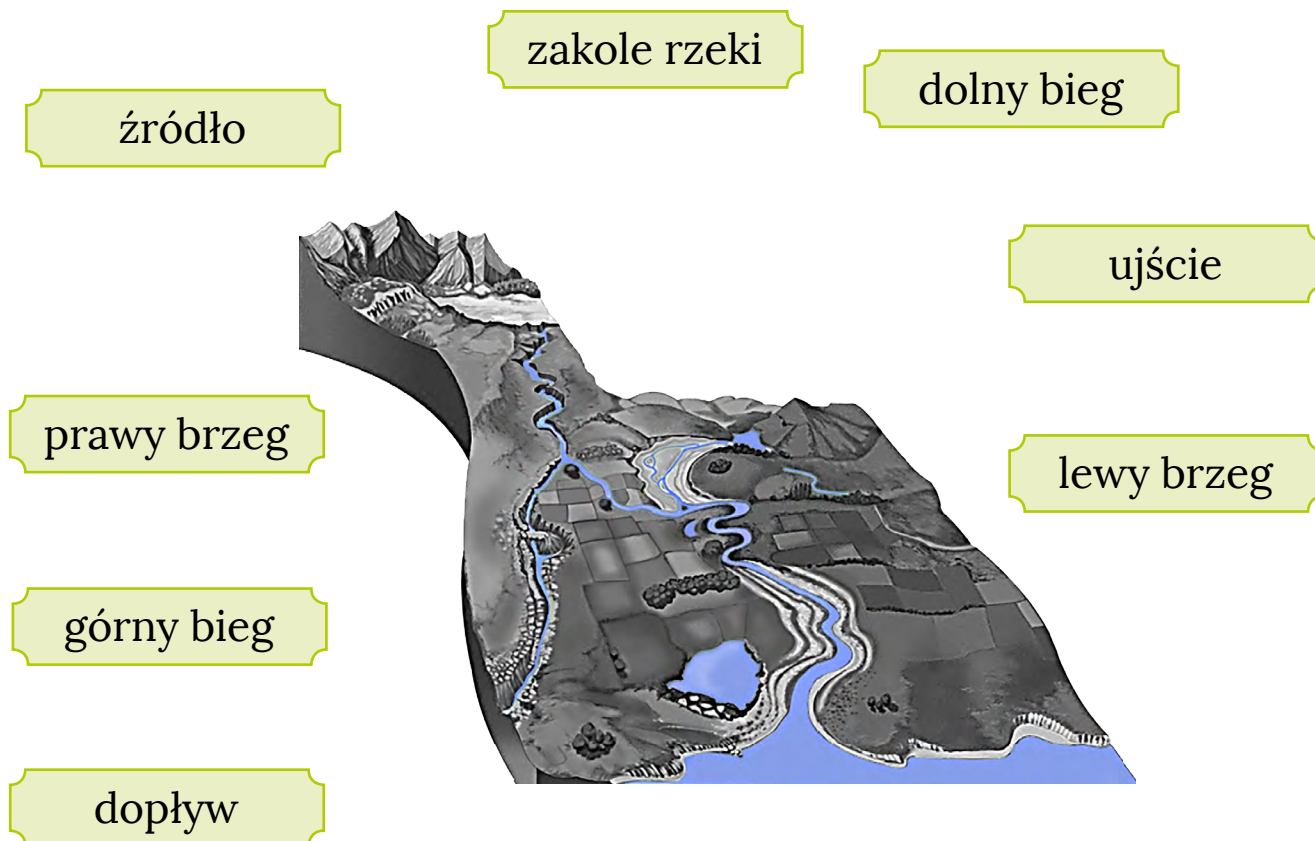 zakole rzeki
dolny bieg
źródło
ujście
prawy brzeg
lewy brzeg
górny bieg
dopływ